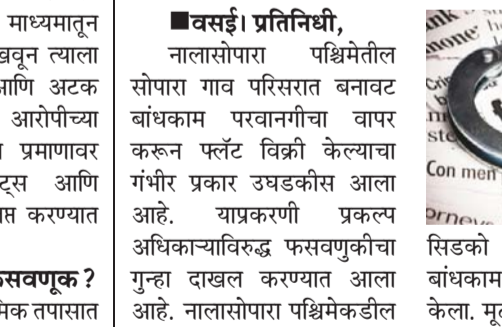 माध्यमातून
त्याला
आणि अटक
आरोपीच्या
प्रमाणावर
आणि
करण्यात
फसवणूक ?
तपासात
■वसई। प्रतिनिधी,
नालासोपारा पश्चिमेतील
सोपारा गाव परिसरात बनावट
बांधकाम परवानगीचा वापर
करून फ्लॅट विक्री केल्याचा
गंभीर प्रकार उघडकीस आला
आहे. याप्रकरणी प्रकल्प
अधिकाऱ्याविरुद्ध फसवणुकीचा
गुन्हा दाखल करण्यात आला
आहे. नालासोपारा पश्चिमेकडील
Con men
सिडको
बांधकाम
केला.